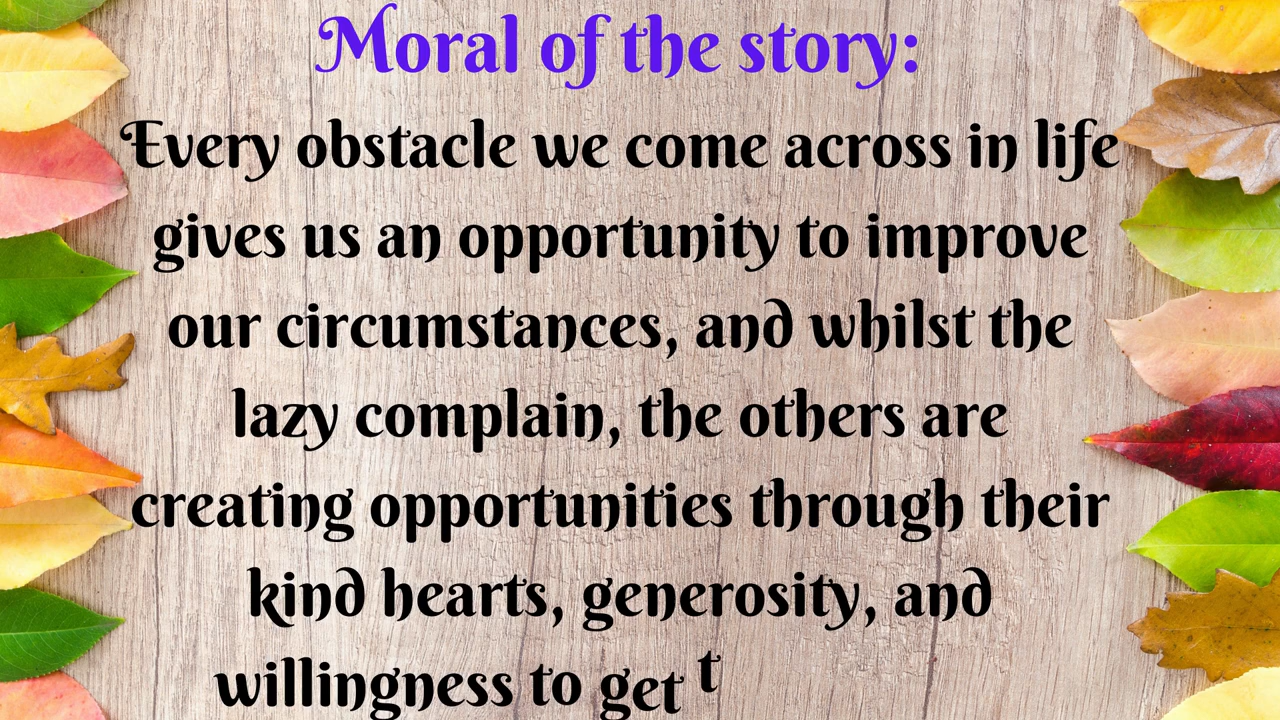 Moral of the story:
Every obstacle we come across in life
gives us an opportunity to improve
our circumstances, and whilst the
lazy complain, the others are
creating opportunities through their
kind hearts, generosity, and
willingness to get t